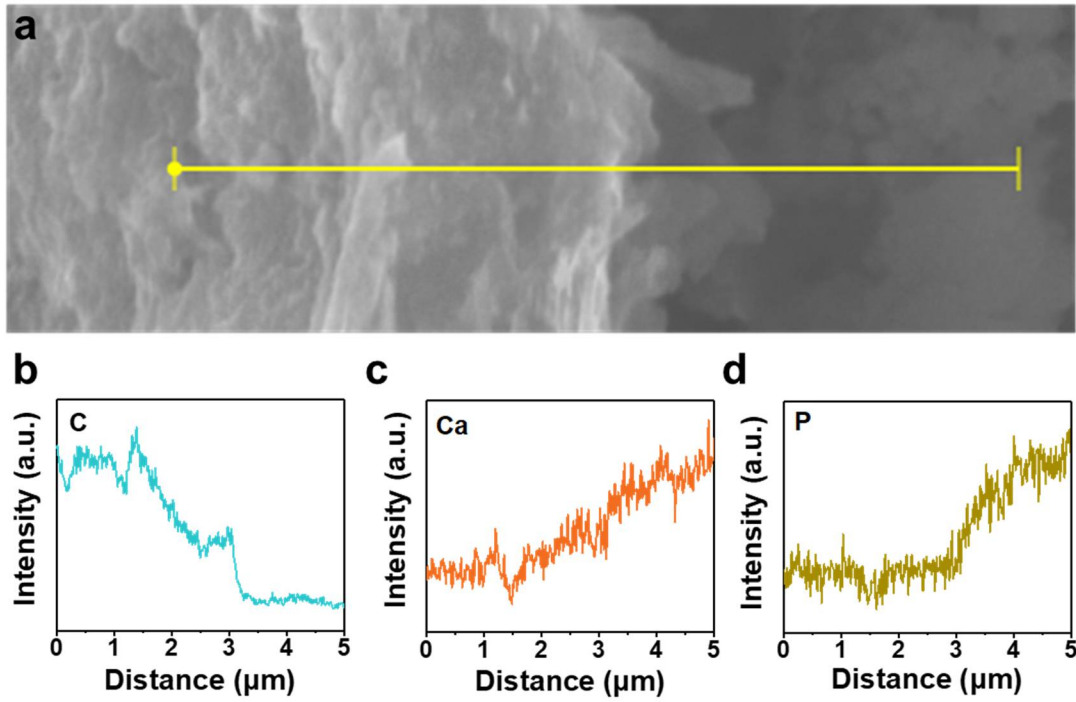 a
b
C
Intensity (a.u.)
0 1 2 3 4 5
Distance (μm)
c
Ca
Intensity (a.u.)
0 1 2 3 4 5
Distance (μm)
d
P
Intensity (a.u.)
0 1 2 3 4 5
Distance (μm)